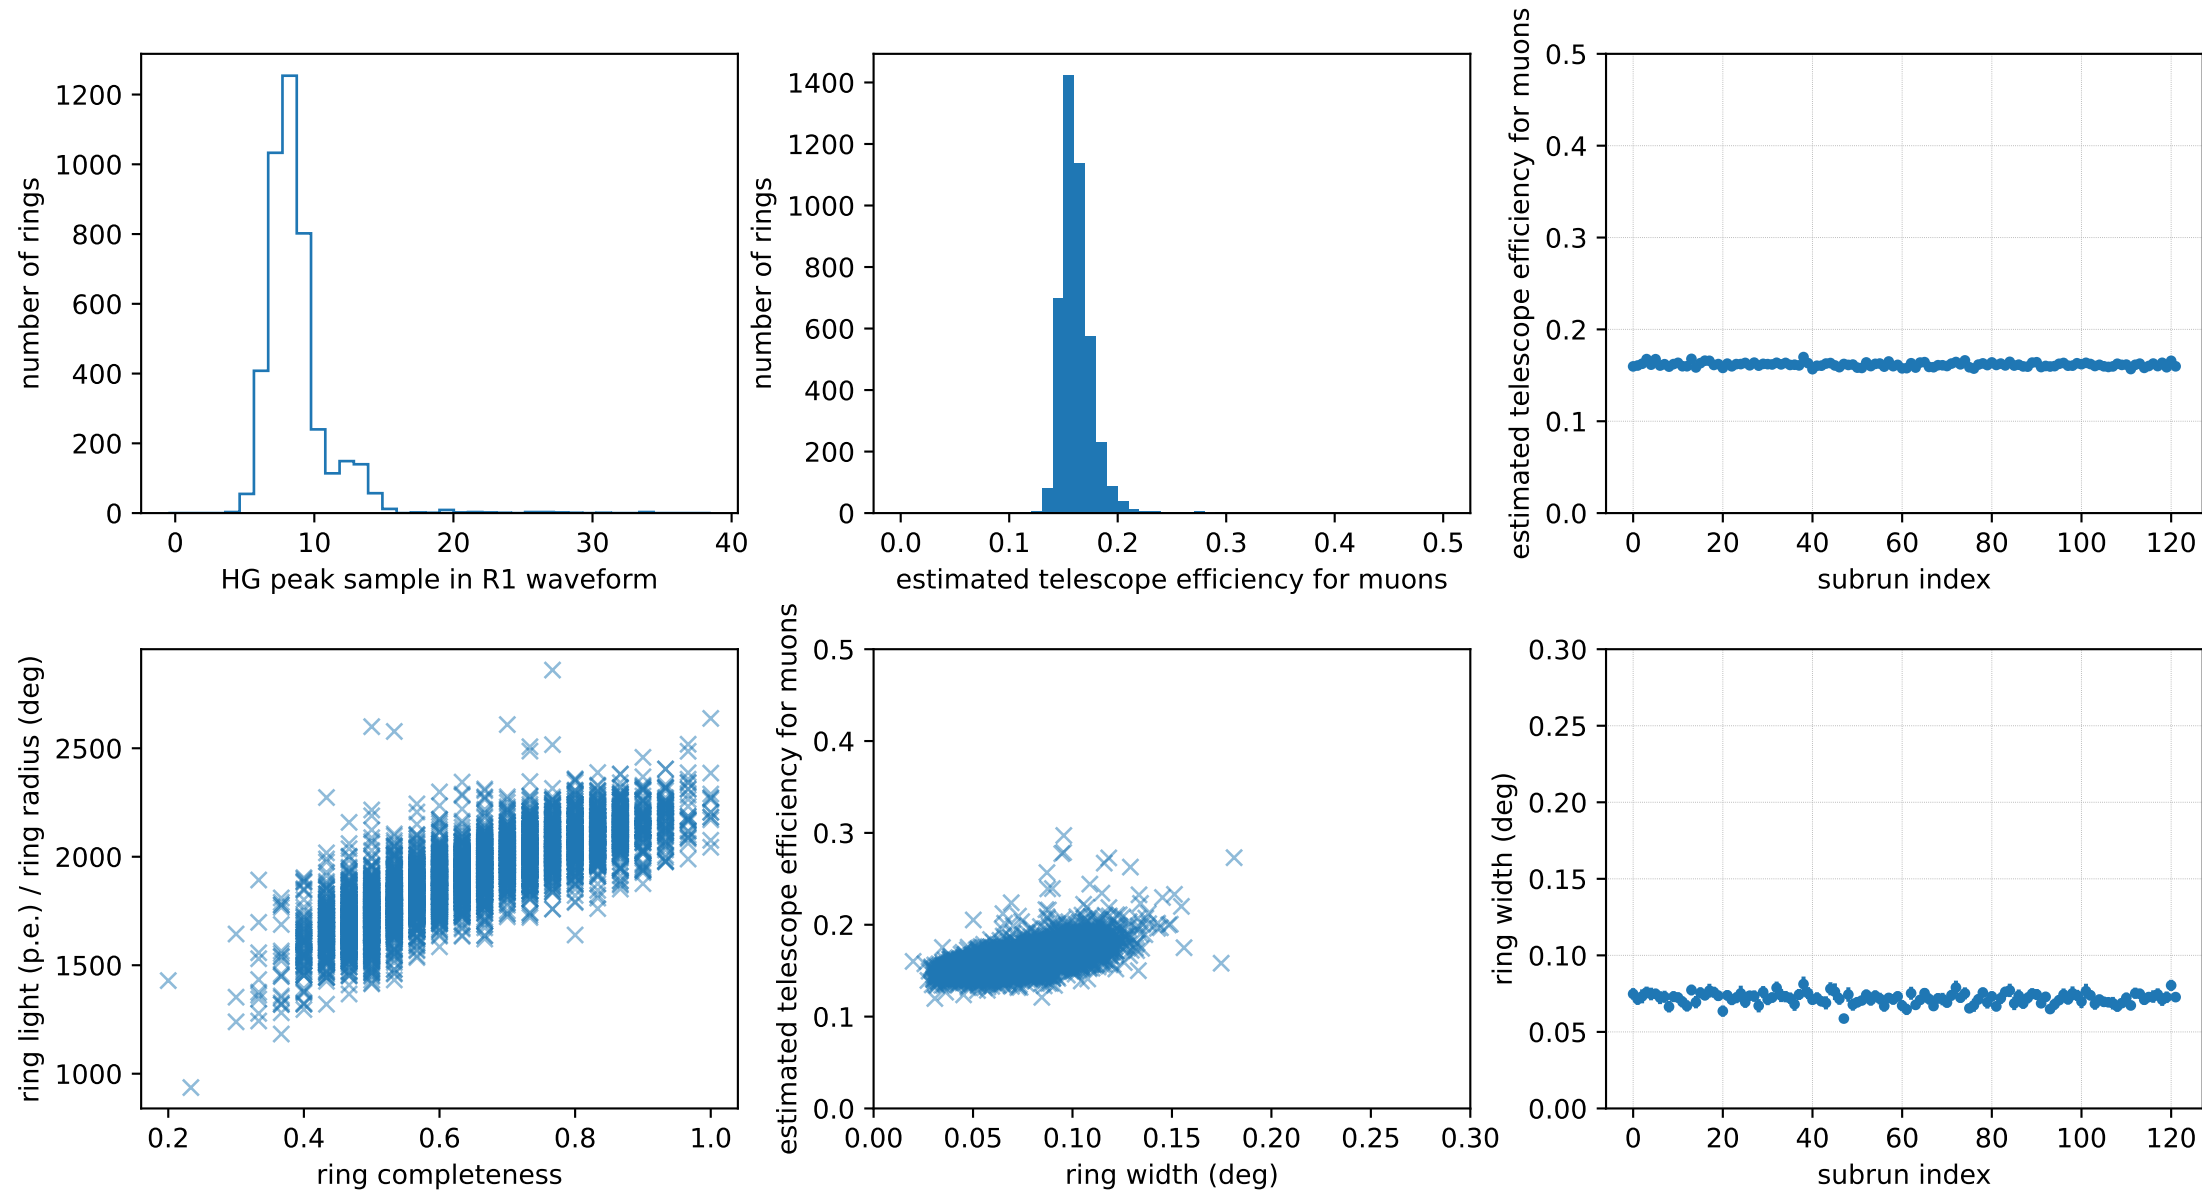 number of rings
1200
1000
800
600
400
200
0
0 10 20 30 40
HG peak sample in R1 waveform
number of rings
1400
1200
1000
800
600
400
200
0
0.0 0.1 0.2 0.3 0.4 0.5
estimated telescope efficiency for muons
estimated telescope efficiency for muons
0.5
0.4
0.3
0.2
0.1
0.0
0 20 40 60 80 100 120
subrun index
ring light (p.e.) / ring radius (deg)
2500
2000
1500
1000
0.2 0.4 0.6 0.8 1.0
ring completeness
estimated telescope efficiency for muons
0.5
0.4
0.3
0.2
0.1
0.0
0.00 0.05 0.10 0.15 0.20 0.25 0.30
ring width (deg)
ring width (deg)
0.30
0.25
0.20
0.15
0.10
0.05
0.00
0 20 40 60 80 100 120
subrun index